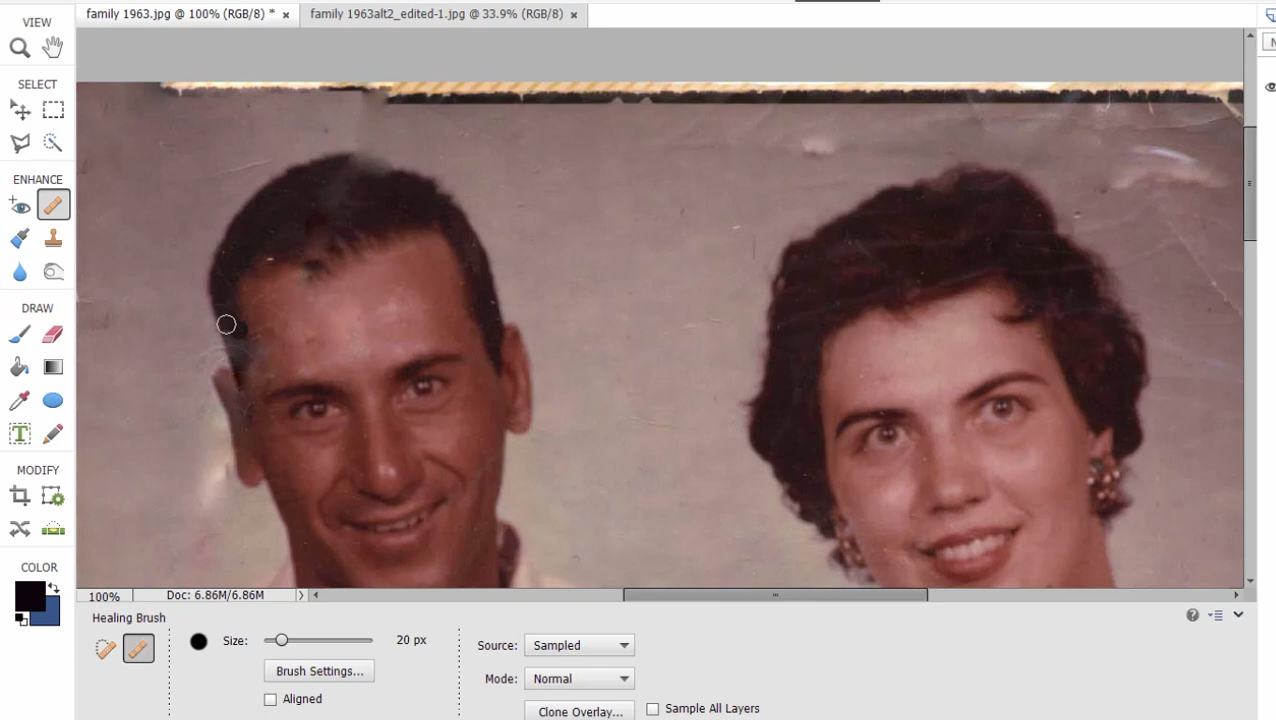 VIEW
family 1963.jpg @ 100% (RGB/8) * ×
family 1963alt2_edited-1.jpg @ 33.9% (RGB/8) ×
SELECT
ENHANCE
DRAW
T
MODIFY
COLOR
100%
Doc: 6.86M/6.86M
Healing Brush
Size:
20 px
Brush Settings...
Aligned
Source:
Sampled
Mode:
Normal
Clone Overlay...
Sample All Layers